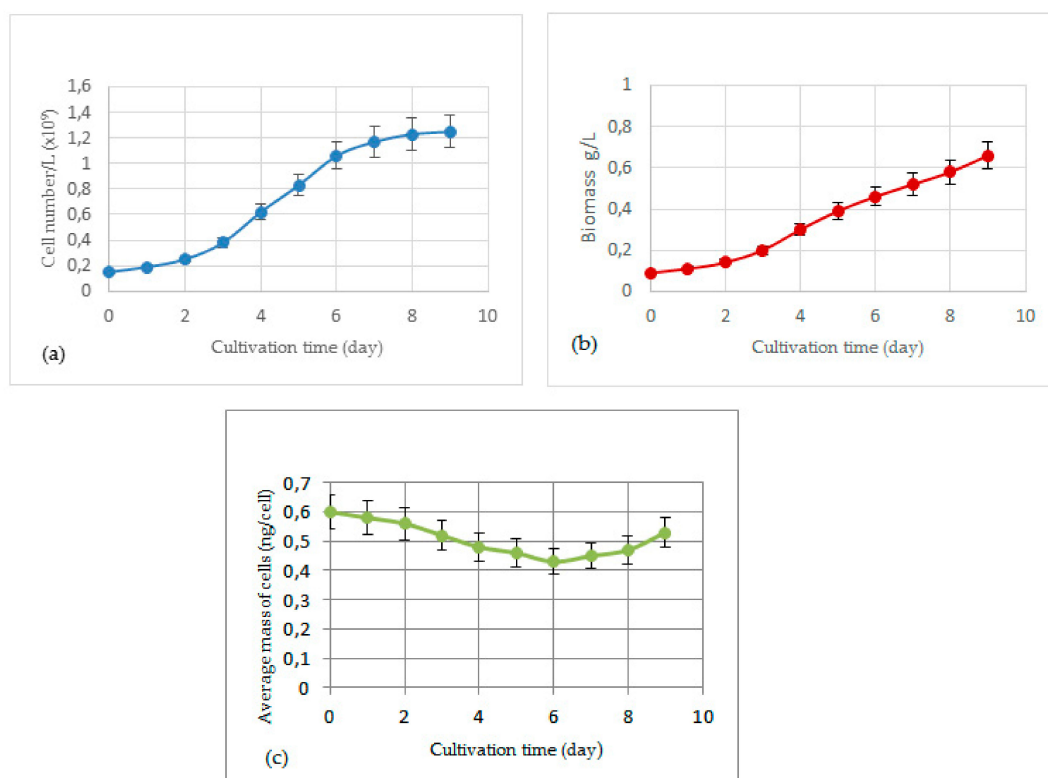 Cell number/L (x10⁹)
1,6
1,4
1,2
1
0,8
0,6
0,4
0,2
0
0 2 4 6 8 10
Cultivation time (day)
(a)
Biomass g/L
1
0,8
0,6
0,4
0,2
0
0 2 4 6 8 10
Cultivation time (day)
(b)
Average mass of cells (ng/cell)
0,7
0,6
0,5
0,4
0,3
0,2
0,1
0
0 2 4 6 8 10
Cultivation time (day)
(c)